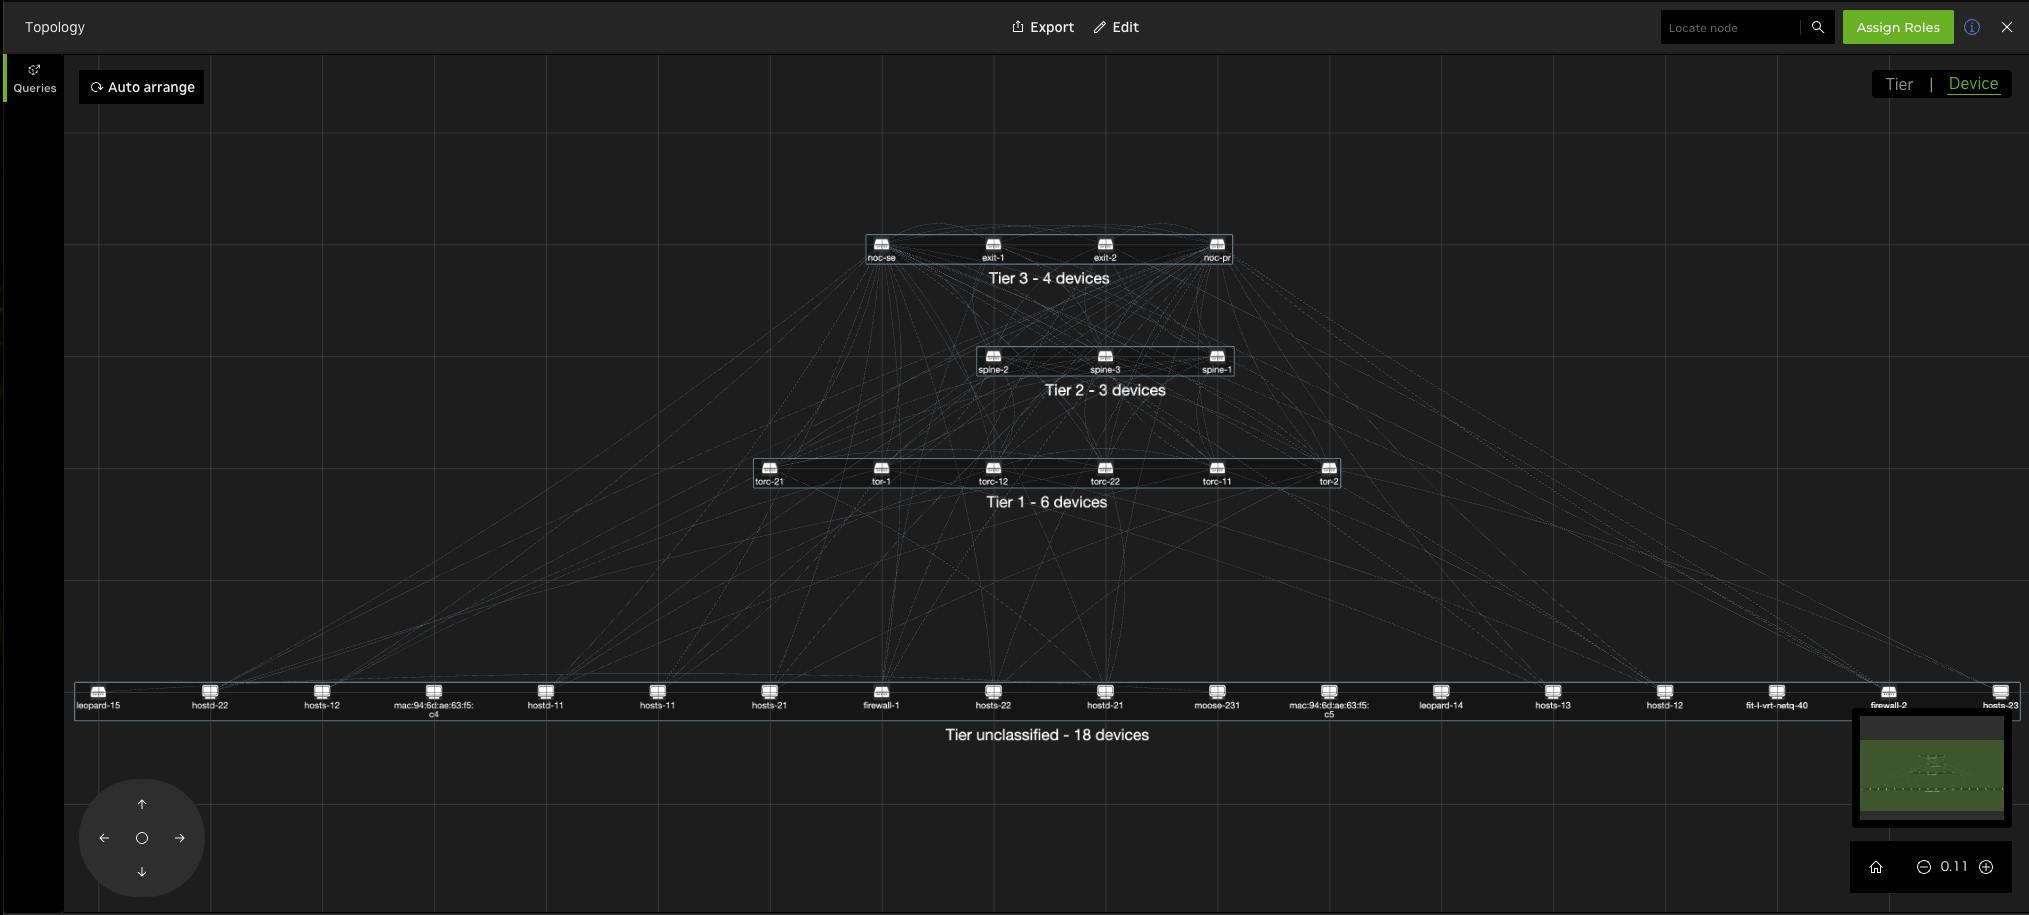 Topology
Export
Edit
Locate node
Assign Roles
Queries
Auto arrange
Tier | Device
noc-se
exit-1
exit-2
noc-pr
Tier 3 - 4 devices
spine-2
spine-3
spine-1
Tier 2 - 3 devices
torc-21
tor-1
torc-12
torc-22
torc-11
tor-2
Tier 1 - 6 devices
leopard-15
hostd-22
hosts-12
mac:94:6d:ae:63:f5:
c4
hostd-11
hosts-11
hosts-21
firewall-1
hosts-22
hostd-21
moose-231
mac:94:6d:ae:63:f5:
c5
leopard-14
hosts-13
hostd-12
fit-l-vrt-netq-40
firewall-2
hosts-23
Tier unclassified - 18 devices
0.11